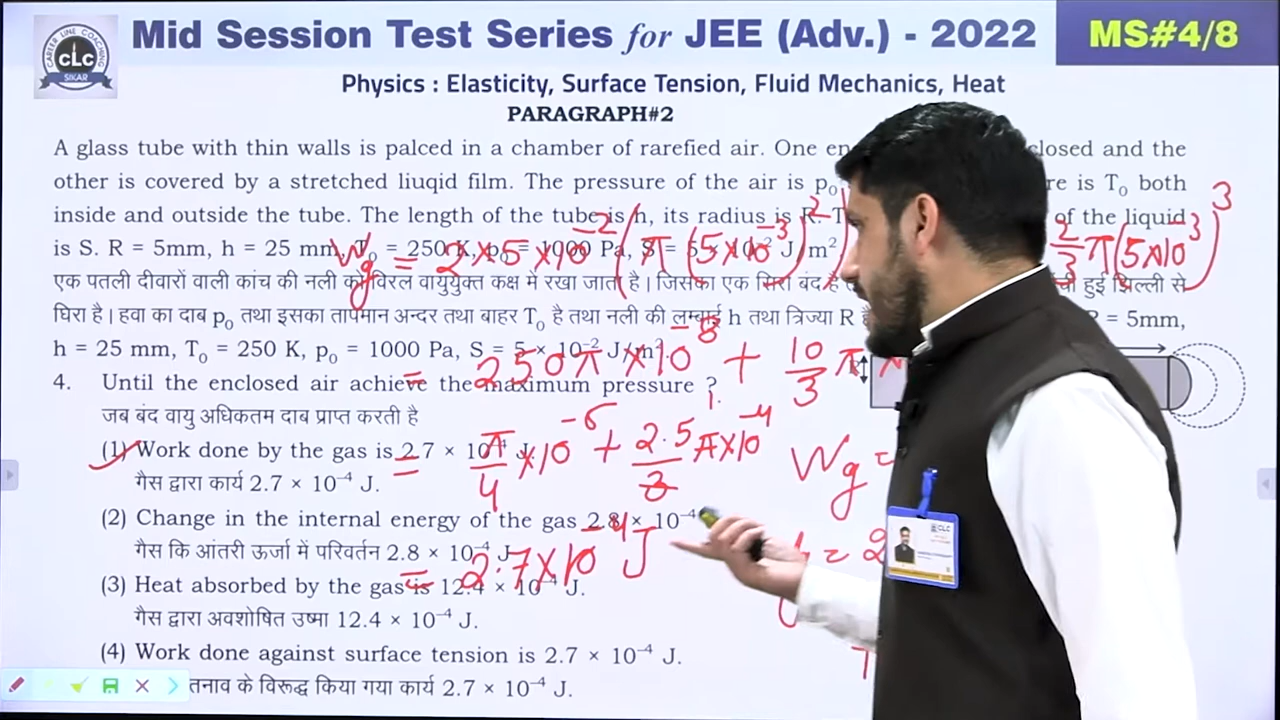 CAREER LINE COACHING
CLC
SIKAR
Mid Session Test Series for JEE (Adv.) - 2022
MS#4/8
Physics : Elasticity, Surface Tension, Fluid Mechanics, Heat
PARAGRAPH#2
A glass tube with thin walls is palced in a chamber of rarefied air. One en closed and the
other is covered by a stretched liuqid film. The pressure of the air is p₀ re is T₀ both
inside and outside the tube. The length of the tube is h, its radius is R. T of the liquid
is S. R = 5mm, h = 25 mm, T₀ = 250 K, p₀ = 1000 Pa, S = 5 × 10⁻² J/m²
W_g = 2×5×10⁻² (π(5×10⁻³)² 2/3 π(5×10⁻³)³
एक पतली दीवारों वाली कांच की नली को विरल वायुयुक्त कक्ष में रखा जाता है। जिसका एक सिरा बंद है हुई झिल्ली से
घिरा है। हवा का दाब p₀ तथा इसका तापमान अन्दर तथा बाहर T₀ है तथा नली की लम्बाई h तथा त्रिज्या R है R = 5mm,
h = 25 mm, T₀ = 250 K, p₀ = 1000 Pa, S = 5 × 10⁻² J/m².
= 250π×10⁻⁸ + 10/3 π
4. Until the enclosed air achieve the maximum pressure ?
जब बंद वायु अधिकतम दाब प्राप्त करती है
(1) Work done by the gas is 2.7 × 10⁻⁴ J.
= π/4 ×10⁻⁶ + 2.5/3 π×10⁻⁴
W_g =
गैस द्वारा कार्य 2.7 × 10⁻⁴ J.
(2) Change in the internal energy of the gas 2.8 × 10⁻⁴
गैस कि आंतरी ऊर्जा में परिवर्तन 2.8 × 10⁻⁴ J
= 2.7×10⁻⁴ J
(3) Heat absorbed by the gas is 12.4 × 10⁻⁴ J.
गैस द्वारा अवशोषित उष्मा 12.4 × 10⁻⁴ J.
(4) Work done against surface tension is 2.7 × 10⁻⁴ J.
तनाव के विरूद्ध किया गया कार्य 2.7 × 10⁻⁴ J.
CLC